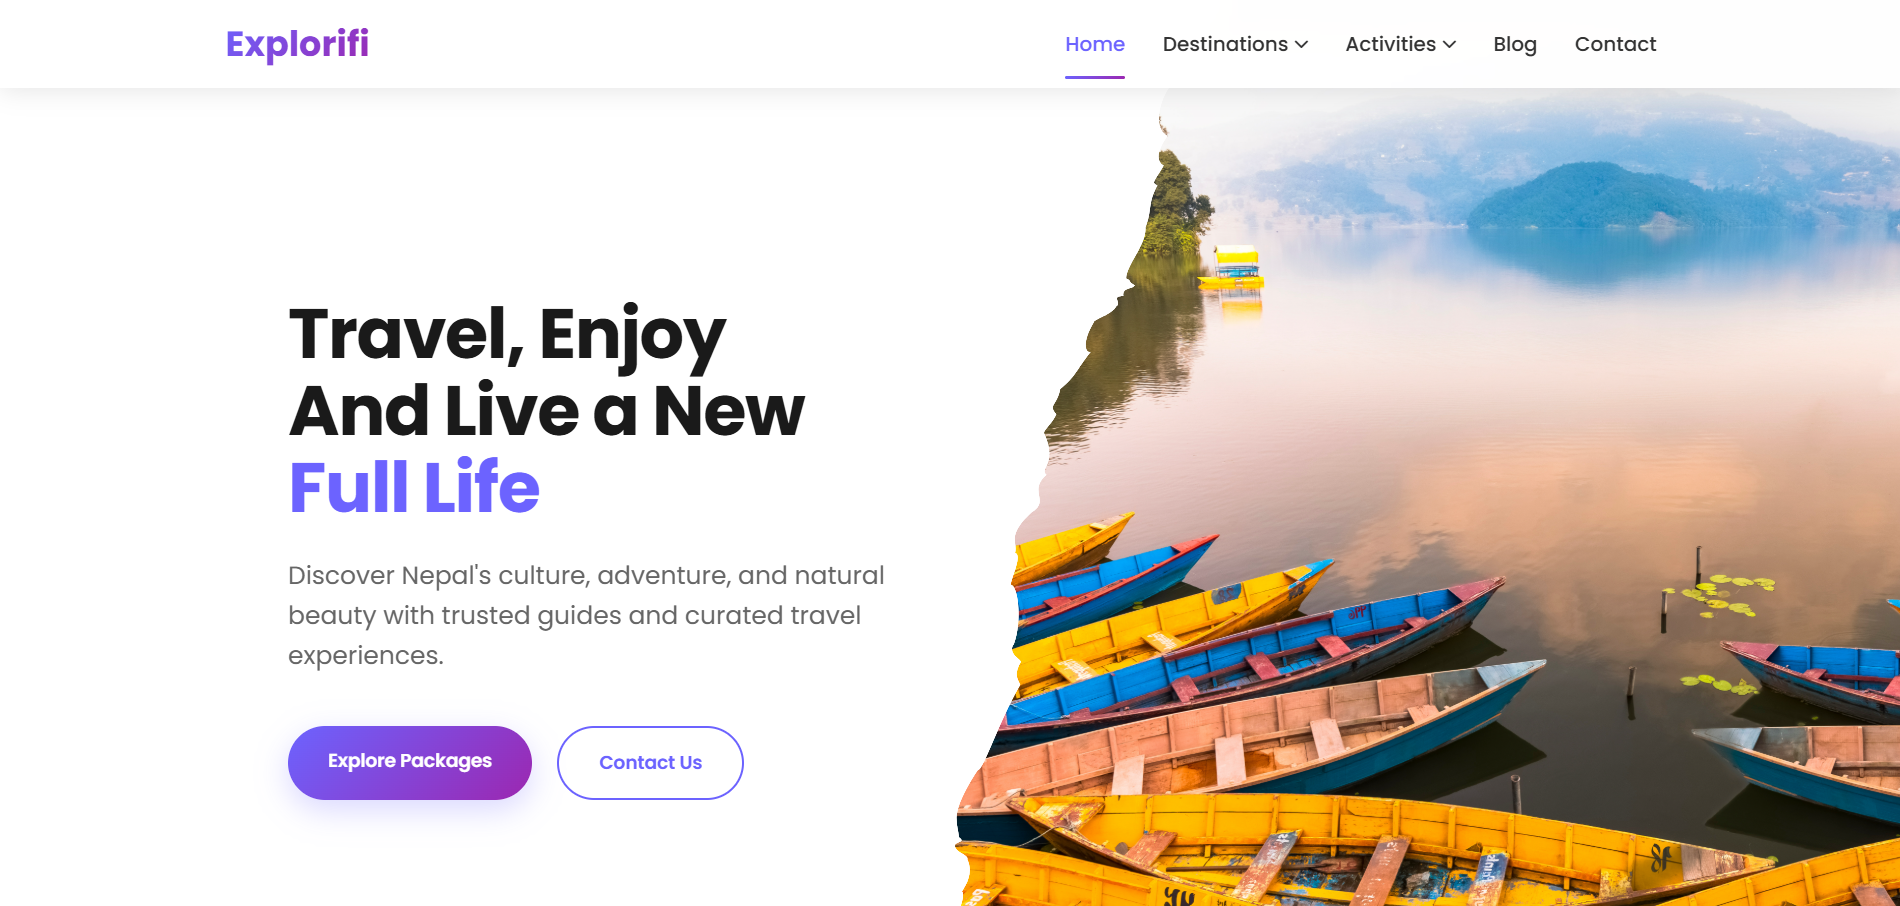 Explorifi
Home Destinations Activities Blog Contact
Travel, Enjoy
And Live a New
Full Life
Discover Nepal's culture, adventure, and natural
beauty with trusted guides and curated travel
experiences.
Explore Packages
Contact Us